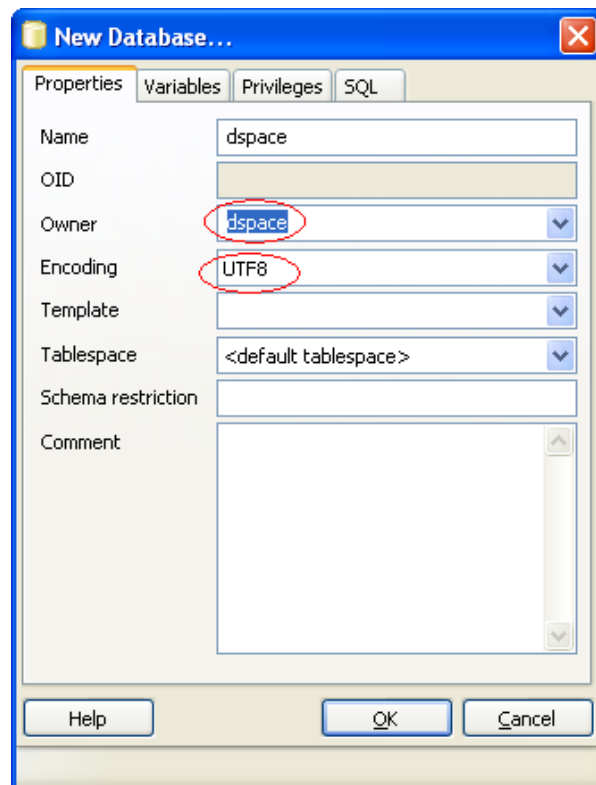 New Database...
Properties Variables Privileges SQL
Name dspace
OID
Owner dspace
Encoding UTF8
Template
Tablespace <default tablespace>
Schema restriction
Comment
Help OK Cancel